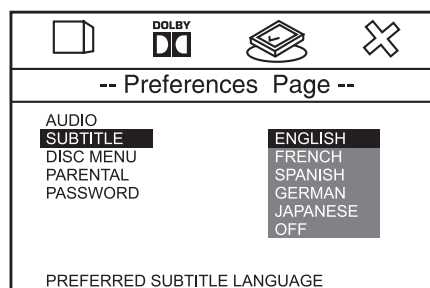 DOLBY
-- Preferences Page --
AUDIO
SUBTITLE
DISC MENU
PARENTAL
PASSWORD
ENGLISH
FRENCH
SPANISH
GERMAN
JAPANESE
OFF
PREFERRED SUBTITLE LANGUAGE